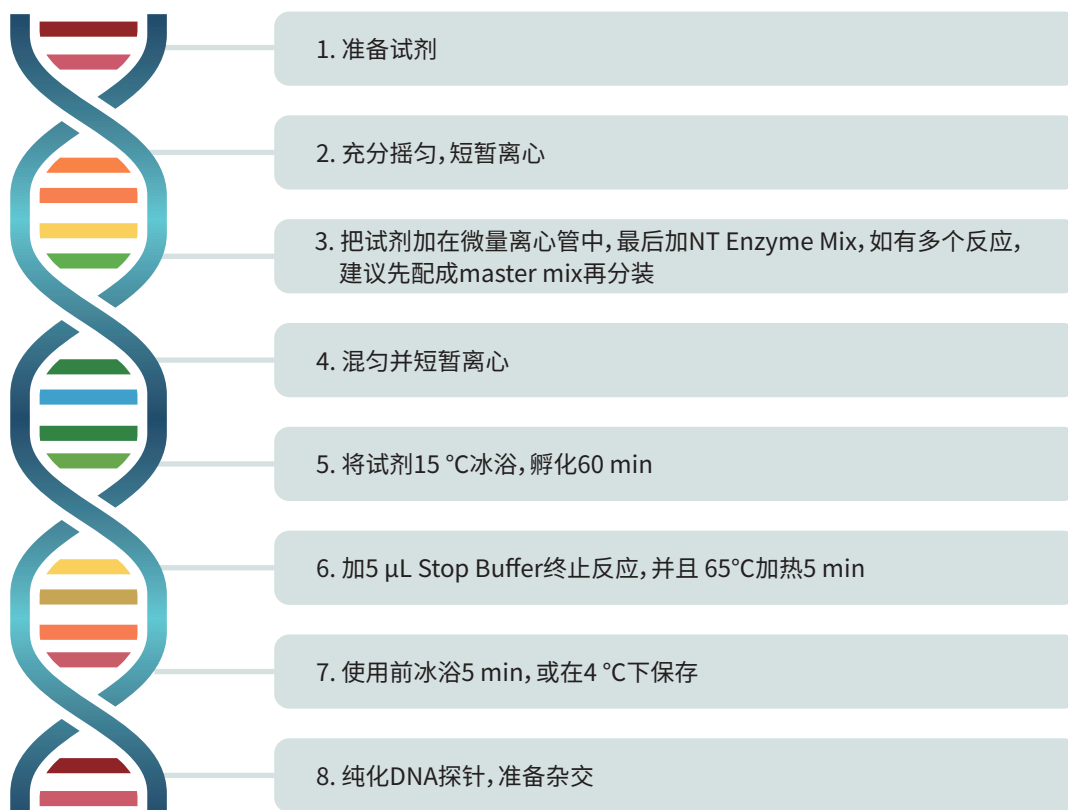 1. 准备试剂
2. 充分摇匀，短暂离心
3. 把试剂加在微量离心管中，最后加NT Enzyme Mix，如有多个反应，
建议先配成master mix再分装
4. 混匀并短暂离心
5. 将试剂15 °C冰浴，孵化60 min
6. 加5 µL Stop Buffer终止反应，并且 65°C加热5 min
7. 使用前冰浴5 min，或在4 °C下保存
8. 纯化DNA探针，准备杂交